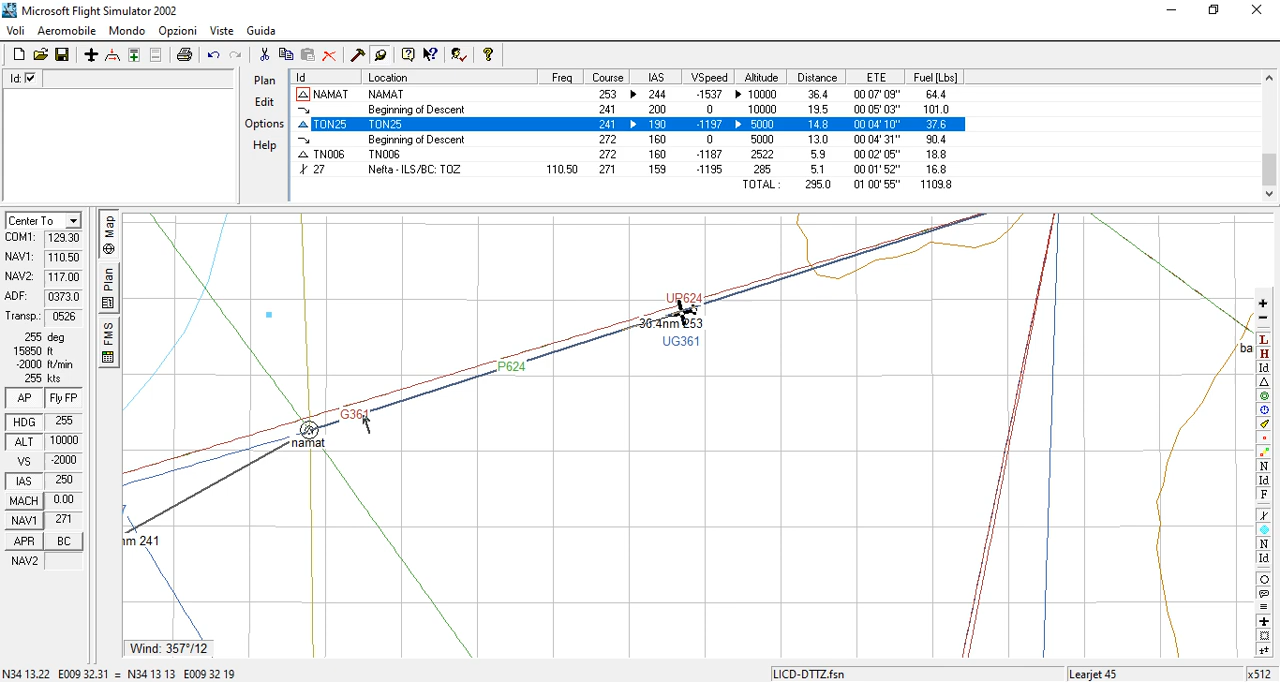 Microsoft Flight Simulator 2002
Voli Aeromobile Mondo Opzioni Viste Guida
Id:
Plan
Edit
Options
Help
Id Location Freq Course IAS VSpeed Altitude Distance ETE Fuel [Lbs]
NAMAT NAMAT 253 244 -1537 10000 36.4 00 07' 09" 64.4
Beginning of Descent 241 200 0 10000 19.5 00 05' 03" 101.0
TON25 TON25 241 190 -1197 5000 14.8 00 04' 10" 37.6
Beginning of Descent 272 160 0 5000 13.0 00 04' 31" 90.4
TN006 TN006 272 160 -1187 2522 5.9 00 02' 05" 18.8
27 Nefta - ILS/BC: TOZ 110.50 271 159 -1195 285 5.1 00 01' 52" 16.8
TOTAL : 295.0 01 00' 55" 1109.8
Center To
COM1: 129.30
NAV1: 110.50
NAV2: 117.00
ADF: 0373.0
Transp.: 0526
255 deg
15850 ft
-2000 ft/min
255 kts
AP Fly FP
HDG 255
ALT 10000
VS -2000
IAS 250
MACH 0.00
NAV1 271
APR BC
NAV2
Map
Plan
FMS
UP624
36.4nm 253
UG361
P624
G361
namat
nm 241
ba
Wind: 357°/12
L
H
Id
N
Id
F
N
Id
N34 13.22 E009 32.31 = N34 13 13 E009 32 19
LICD-DTTZ.fsn
Learjet 45
x512